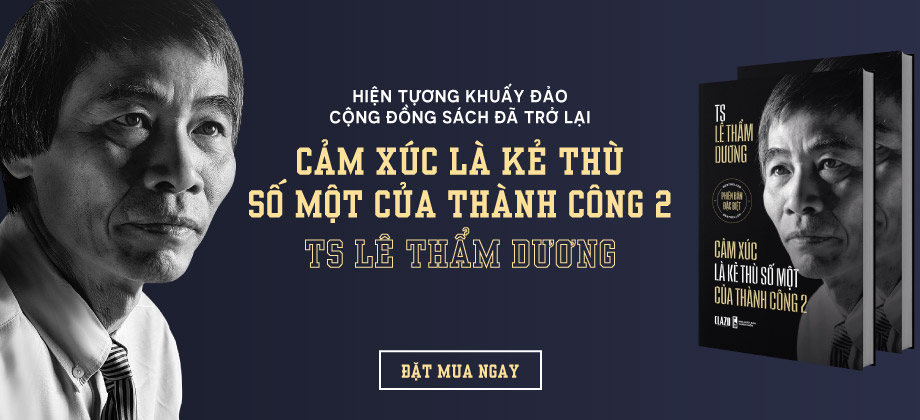 HIỆN TƯỢNG KHUẤY ĐẢO
CỘNG ĐỒNG SÁCH ĐÃ TRỞ LẠI
CẢM XÚC LÀ KẺ THÙ
SỐ MỘT CỦA THÀNH CÔNG 2
TS LÊ THẨM DƯƠNG
ĐẶT MUA NGAY
TS
LÊ THẨM
DƯƠNG
PHIÊN BẢN
ĐẶC BIỆT
CẢM XÚC
LÀ KẺ THÙ SỐ MỘT
CỦA THÀNH CÔNG 2